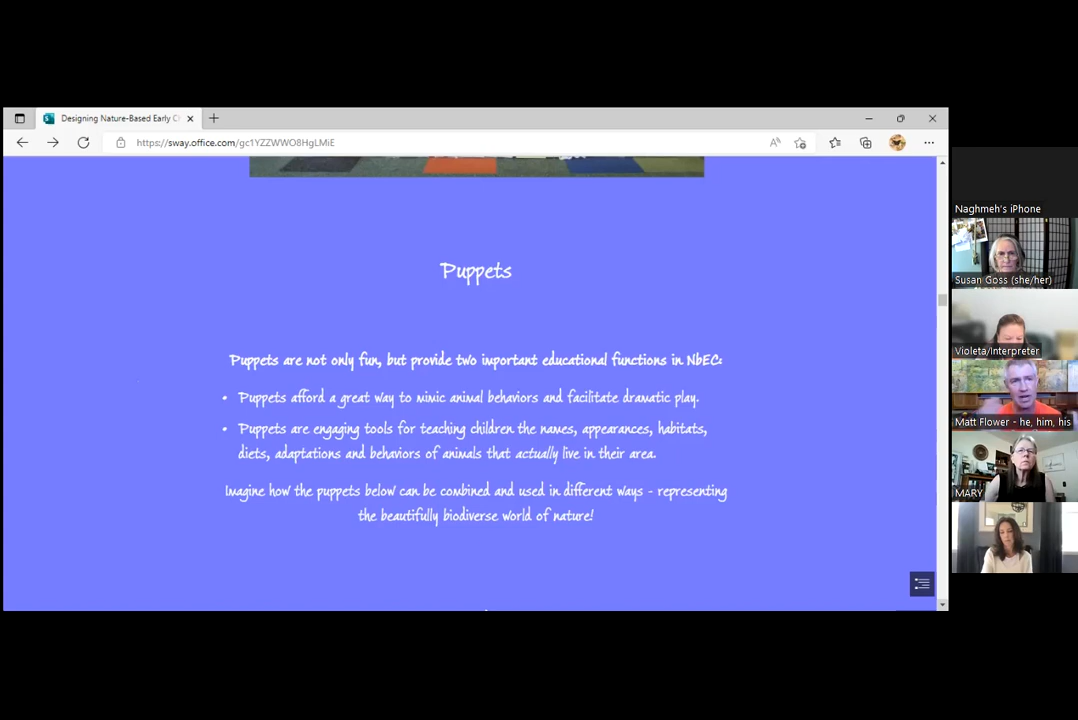 Designing Nature-Based Early C
https://sway.office.com/gc1YZZWWO8HgLMiE
Puppets
Puppets are not only fun, but provide two important educational functions in NbEC:
• Puppets afford a great way to mimic animal behaviors and facilitate dramatic play.
• Puppets are engaging tools for teaching children the names, appearances, habitats,
diets, adaptations and behaviors of animals that actually live in their area.
Imagine how the puppets below can be combined and used in different ways - representing
the beautifully biodiverse world of nature!
Naghmeh's iPhone
Susan Goss (she/her)
Violeta/Interpreter
Matt Flower - he, him, his
MARY